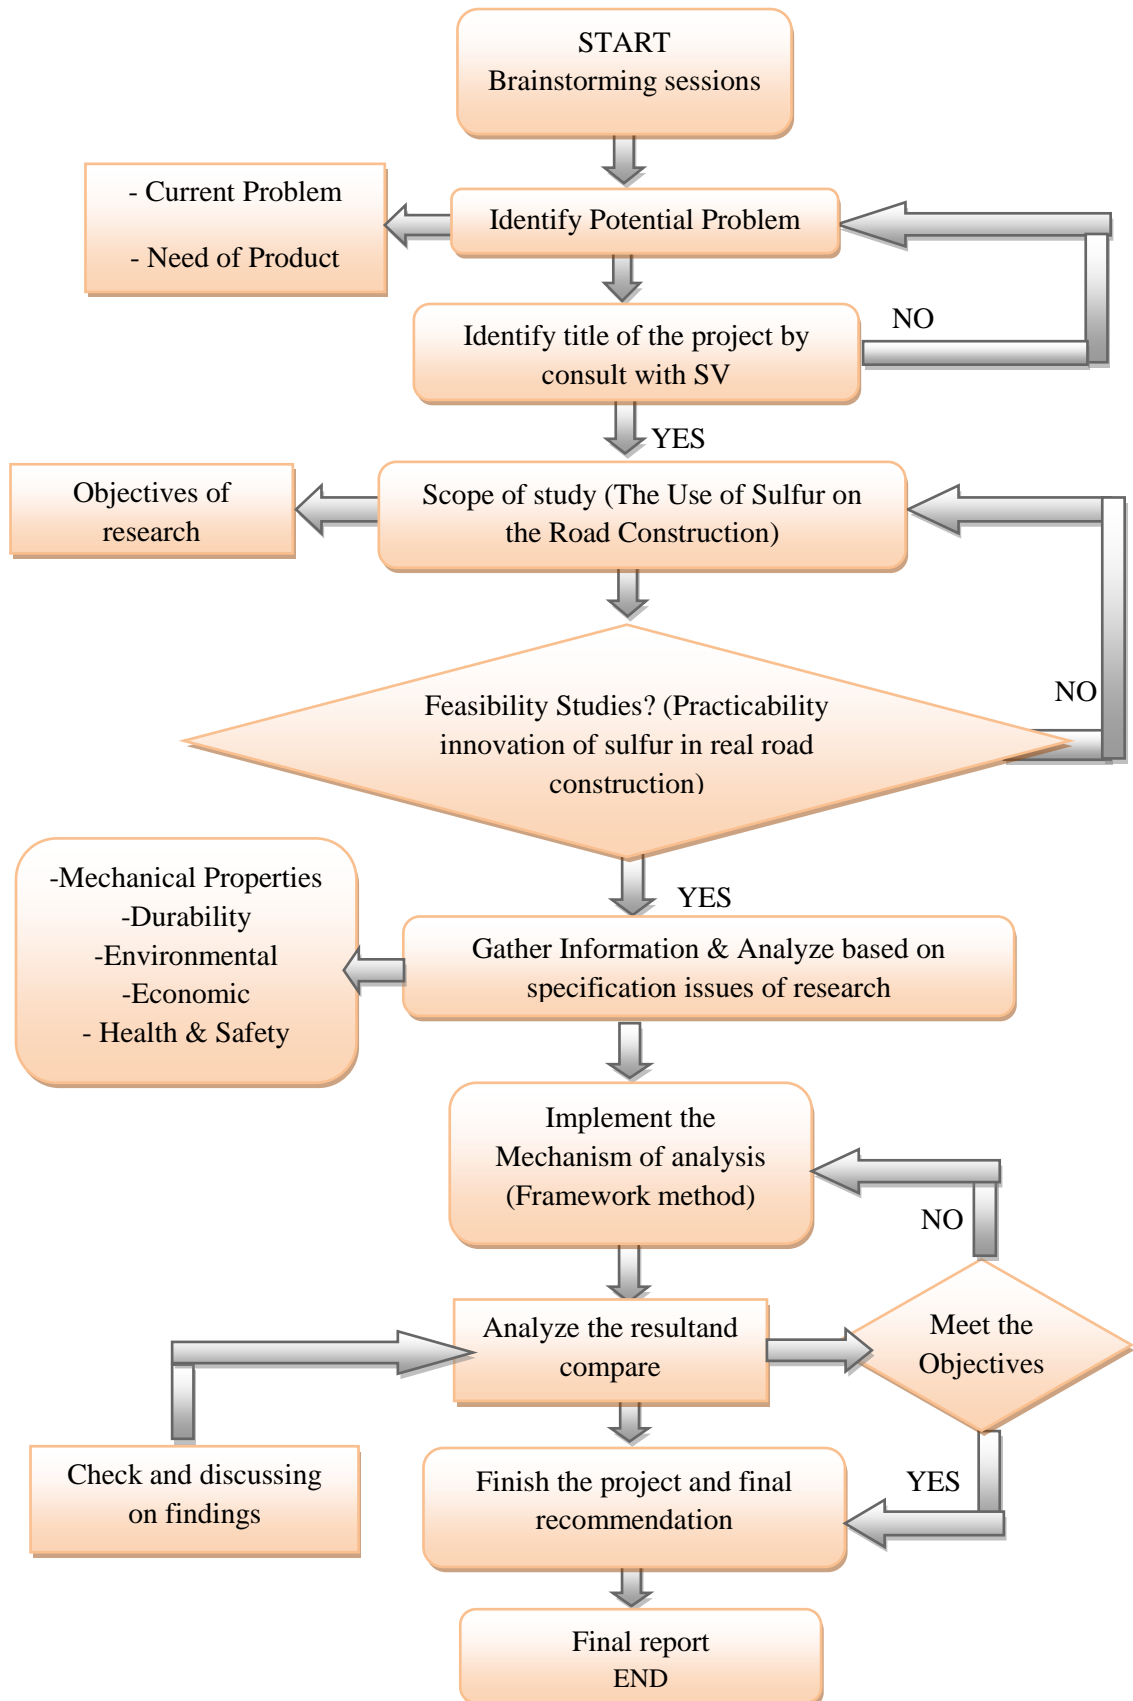 START
Brainstorming sessions
- Current Problem
- Need of Product
Identify Potential Problem
Identify title of the project by
consult with SV
NO
YES
Objectives of
research
Scope of study (The Use of Sulfur on
the Road Construction)
Feasibility Studies? (Practicability
innovation of sulfur in real road
construction)
NO
YES
-Mechanical Properties
-Durability
-Environmental
-Economic
- Health & Safety
Gather Information & Analyze based on
specification issues of research
Implement the
Mechanism of analysis
(Framework method)
NO
Analyze the resultand
compare
Meet the
Objectives
Check and discussing
on findings
YES
Finish the project and final
recommendation
Final report
END